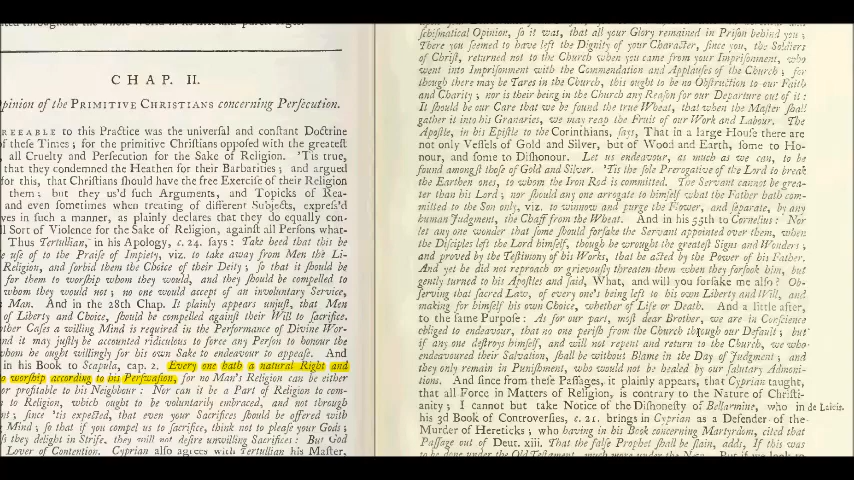 CHAP. II.
pinion of the PRIMITIVE CHRISTIANS concerning Persecution.
REEABLE to this Practice was the universal and constant Doctrine
f these Times; for the primitive Christians opposed with the greatest
all Cruelty and Persecution for the Sake of Religion. 'Tis true,
that they condemned the Heathen for their Barbarities; and argued
for this, that Christians should have the free Exercise of their Religion
them: but they us'd such Arguments, and Topicks of Rea-
and even sometimes when treating of different Subjects, express'd
ves in such a manner, as plainly declares that they do equally con-
l Sort of Violence for the Sake of Religion, against all Persons what-
Thus Tertullian, in his Apology, c. 24. says: Take heed that this be
e use of to the Praise of Impiety, viz. to take away from Men the Li-
Religion, and forbid them the Choice of their Deity; so that it should be
for them to worship whom they would, and they should be compelled to
whom they would not; no one would accept of an involuntary Service,
Man. And in the 28th Chap. It plainly appears unjust, that Men
of Liberty and Choice, should be compelled against their Will to sacrifice.
ther Cases a willing Mind is required in the Performance of Divine Wor-
nd it may justly be accounted ridiculous to force any Person to honour the
whom he ought willingly for his own Sake to endeavour to appease. And
in his Book to Scapula, cap. 2. Every one hath a natural Right and
o worship according to his Perswasion, for no Man's Religion can be either
or profitable to his Neighbour: Nor can it be a Part of Religion to com-
to Religion, which ought to be voluntarily embraced, and not through
; since 'tis expected, that even your Sacrifices should be offered with
Mind; so that if you compel us to sacrifice, think not to please your Gods;
s they delight in Strife, they will not desire unwilling Sacrifices: But God
Lover of Contention. Cyprian also agrees with Tertullian his Master,
schismatical Opinion, so it was, that all your Glory remained in Prison behind you;
There you seemed to have left the Dignity of your Character, since you, the Soldiers
of Christ, returned not to the Church when you came from your Imprisonment, who
went into Imprisonment with the Commendation and Applauses of the Church; for
though there may be Tares in the Church, this ought to be no Obstruction to our Faith
and Charity; nor is their being in the Church any Reason for our Departure out of it:
It should be our Care that we be found the true Wheat, that when the Master shall
gather it into his Granaries, we may reap the Fruit of our Work and Labour. The
Apostle, in his Epistle to the Corinthians, says, That in a large House there are
not only Vessels of Gold and Silver, but of Wood and Earth, some to Ho-
nour, and some to Dishonour. Let us endeavour, as much as we can, to be
found amongst those of Gold and Silver. 'Tis the sole Prerogative of the Lord to break
the Earthen ones, to whom the Iron Rod is committed. The Servant cannot be grea-
ter than his Lord; nor should any one arrogate to himself what the Father hath com-
mitted to the Son only, viz. to winnow and purge the Flower, and separate, by any
human Judgment, the Chaff from the Wheat. And in his 55th to Cornelius: Nor
let any one wonder that some should forsake the Servant appointed over them, when
the Disciples left the Lord himself, though he wrought the greatest Signs and Wonders;
and proved by the Testimony of his Works, that he acted by the Power of his Father.
And yet he did not reproach or grievously threaten them when they forsook him, but
gently turned to his Apostles and said, What, and will you forsake me also? Ob-
serving that sacred Law, of every one's being left to his own Liberty and Will, and
making for himself his own Choice, whether of Life or Death. And a little after,
to the same Purpose: As for our part, most dear Brother, we are in Conscience
obliged to endeavour, that no one perish from the Church through our Default; but
if any one destroys himself, and will not repent and return to the Church, we who
endeavoured their Salvation, shall be without Blame in the Day of Judgment; and
they only remain in Punishment, who would not be healed by our salutary Admoni-
tions. And since from these Passages, it plainly appears, that Cyprian taught,
that all Force in Matters of Religion, is contrary to the Nature of Christi-
anity; I cannot but take Notice of the Dishonesty of Bellarmine, who in de Laicis.
his 3d Book of Controversies, c. 21. brings in Cyprian as a Defender of the
Murder of Hereticks; who having in his Book concerning Martyrdom, cited that
Passage out of Deut. xiii. That the false Prophet shall be slain, adds, If this was